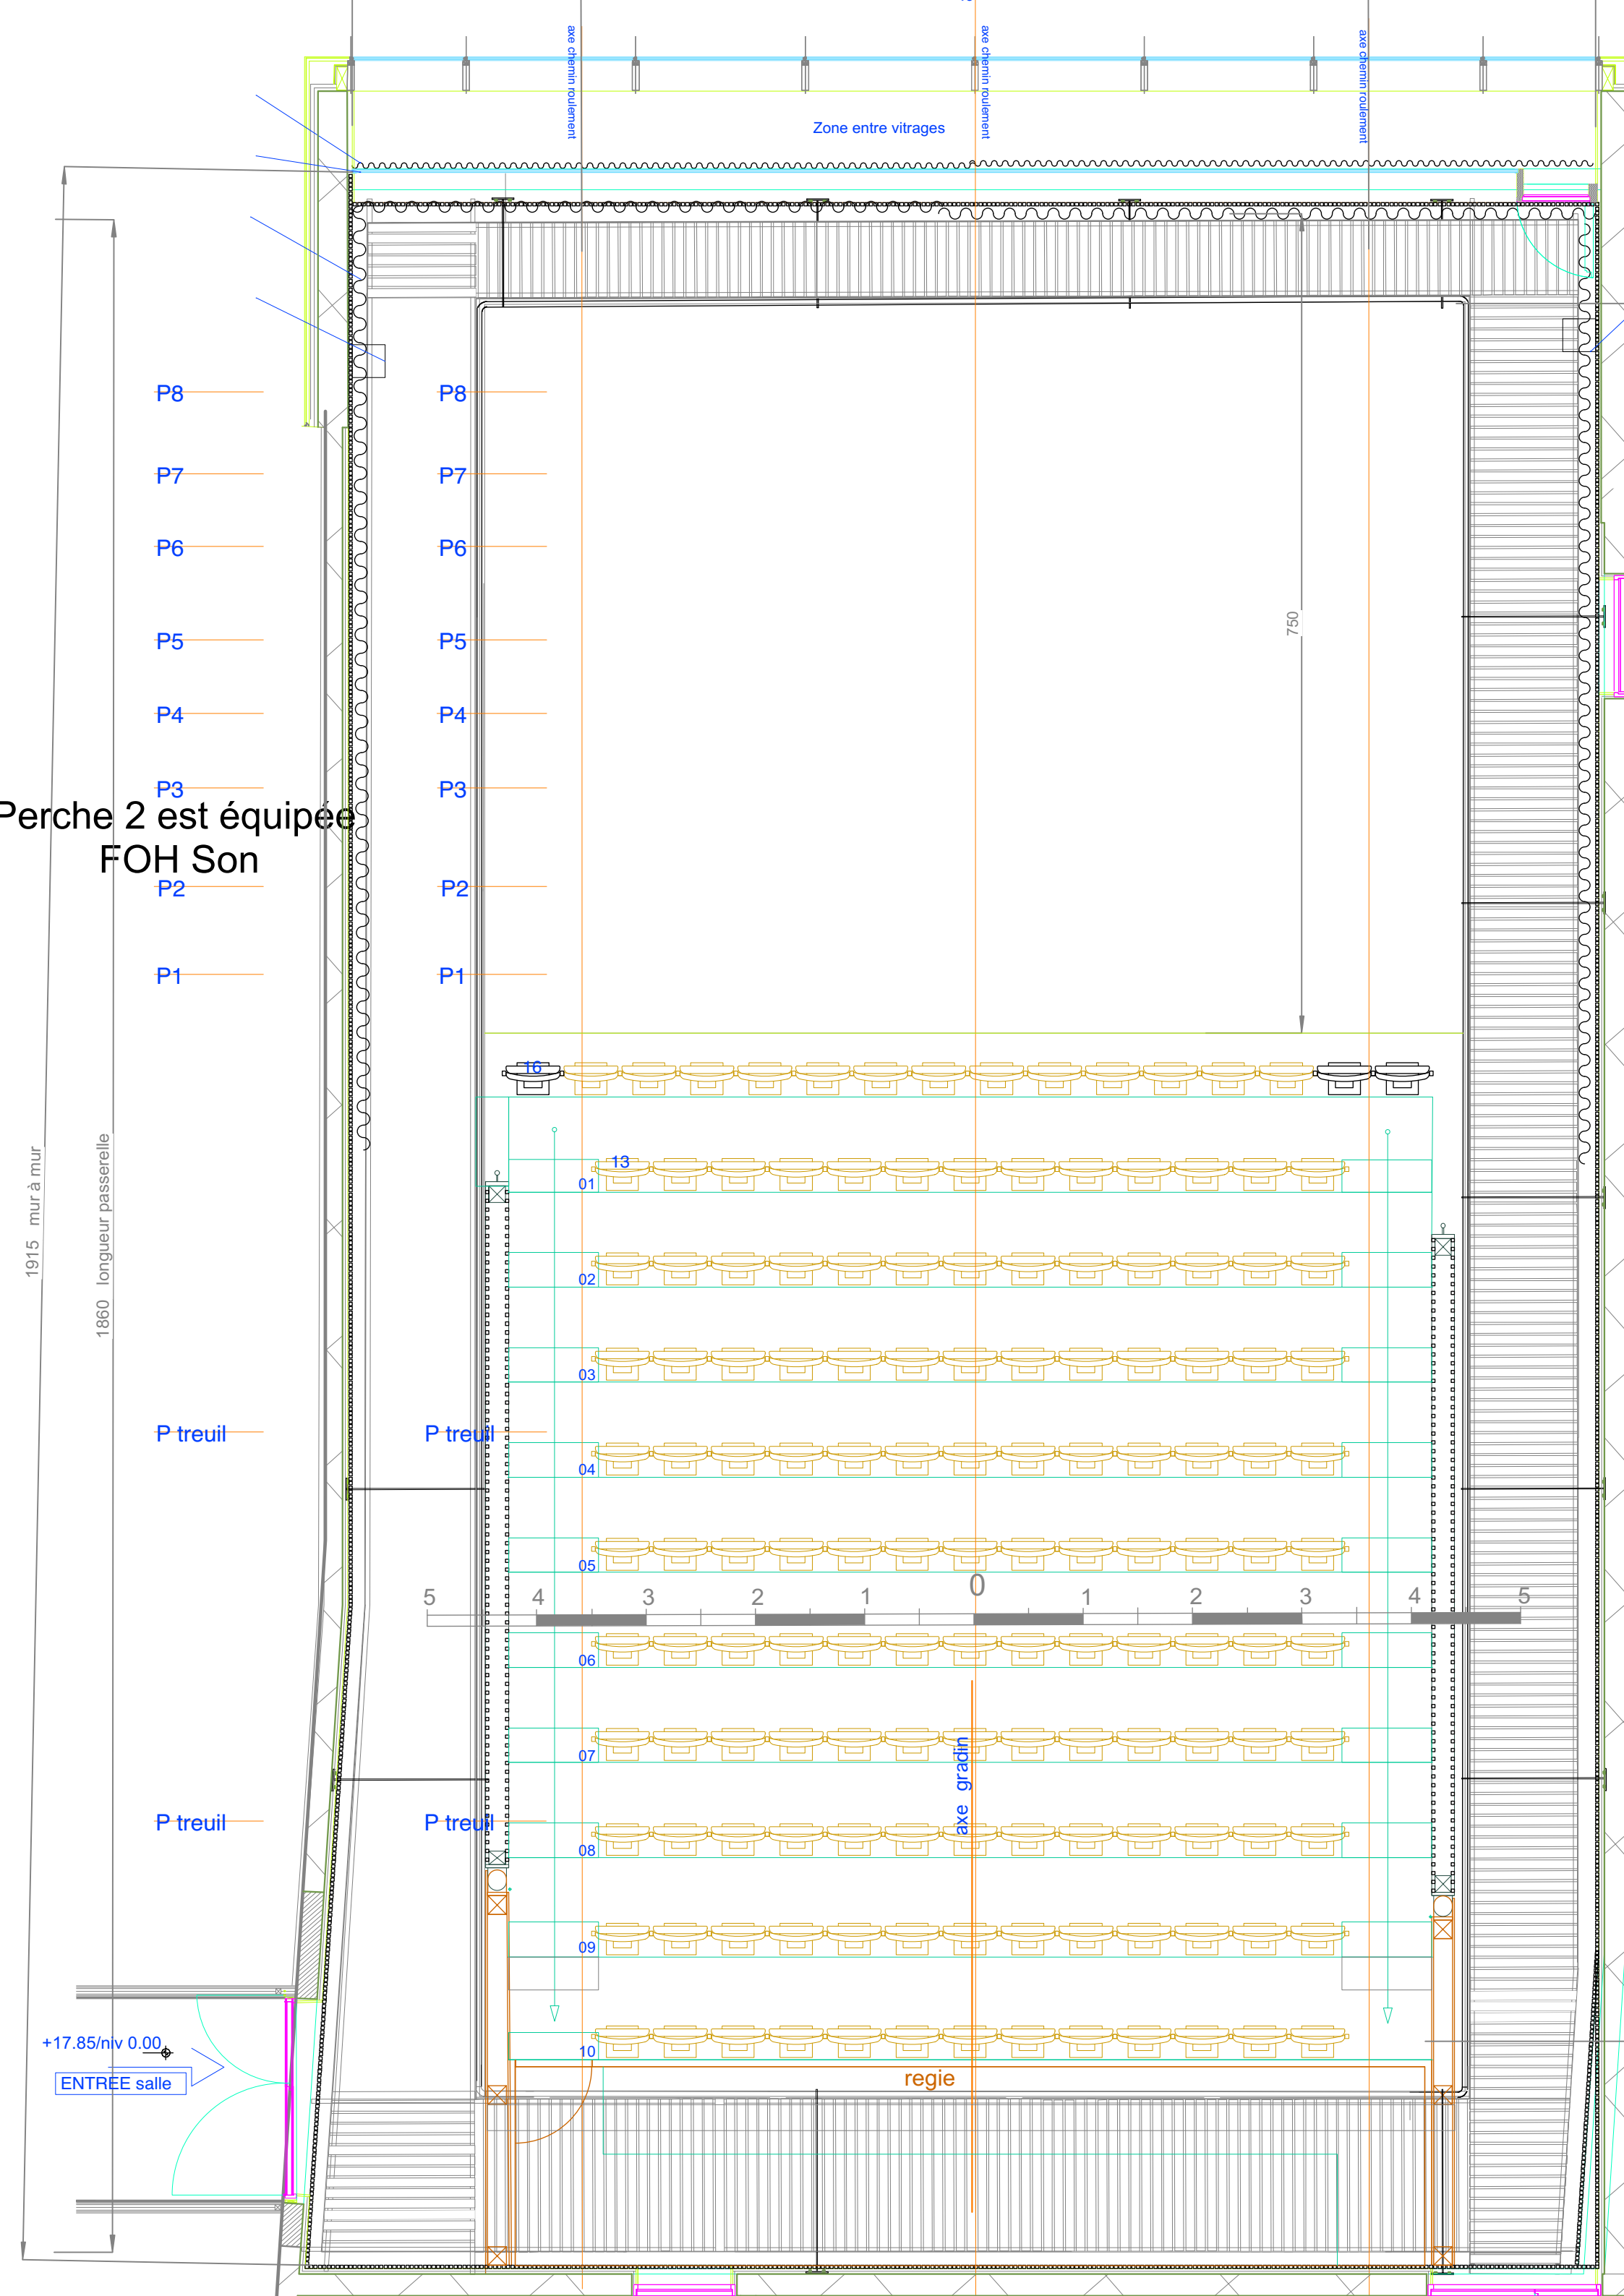 axe chemin roulement
axe chemin roulement
axe chemin roulement
Zone entre vitrages
P8
P8
P7
P7
P6
P6
P5
P5
750
P4
P4
P3
P3
Perche 2 est équipée
FOH Son
P2
P2
P1
P1
16
13
01
1915 mur à mur
1860 longueur passerelle
02
03
P treuil
P treuil
04
05
5 4 3 2 1 0 1 2 3 4 5
06
07
axe gradin
P treuil
P treuil
08
09
+17.85/niv 0.00
10
ENTREE salle
regie